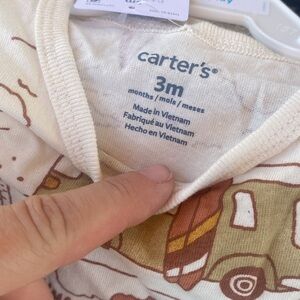 carter's®
3m
months / mois / meses
Made in Vietnam
Fabriqué au Vietnam
Hecho en Vietnam